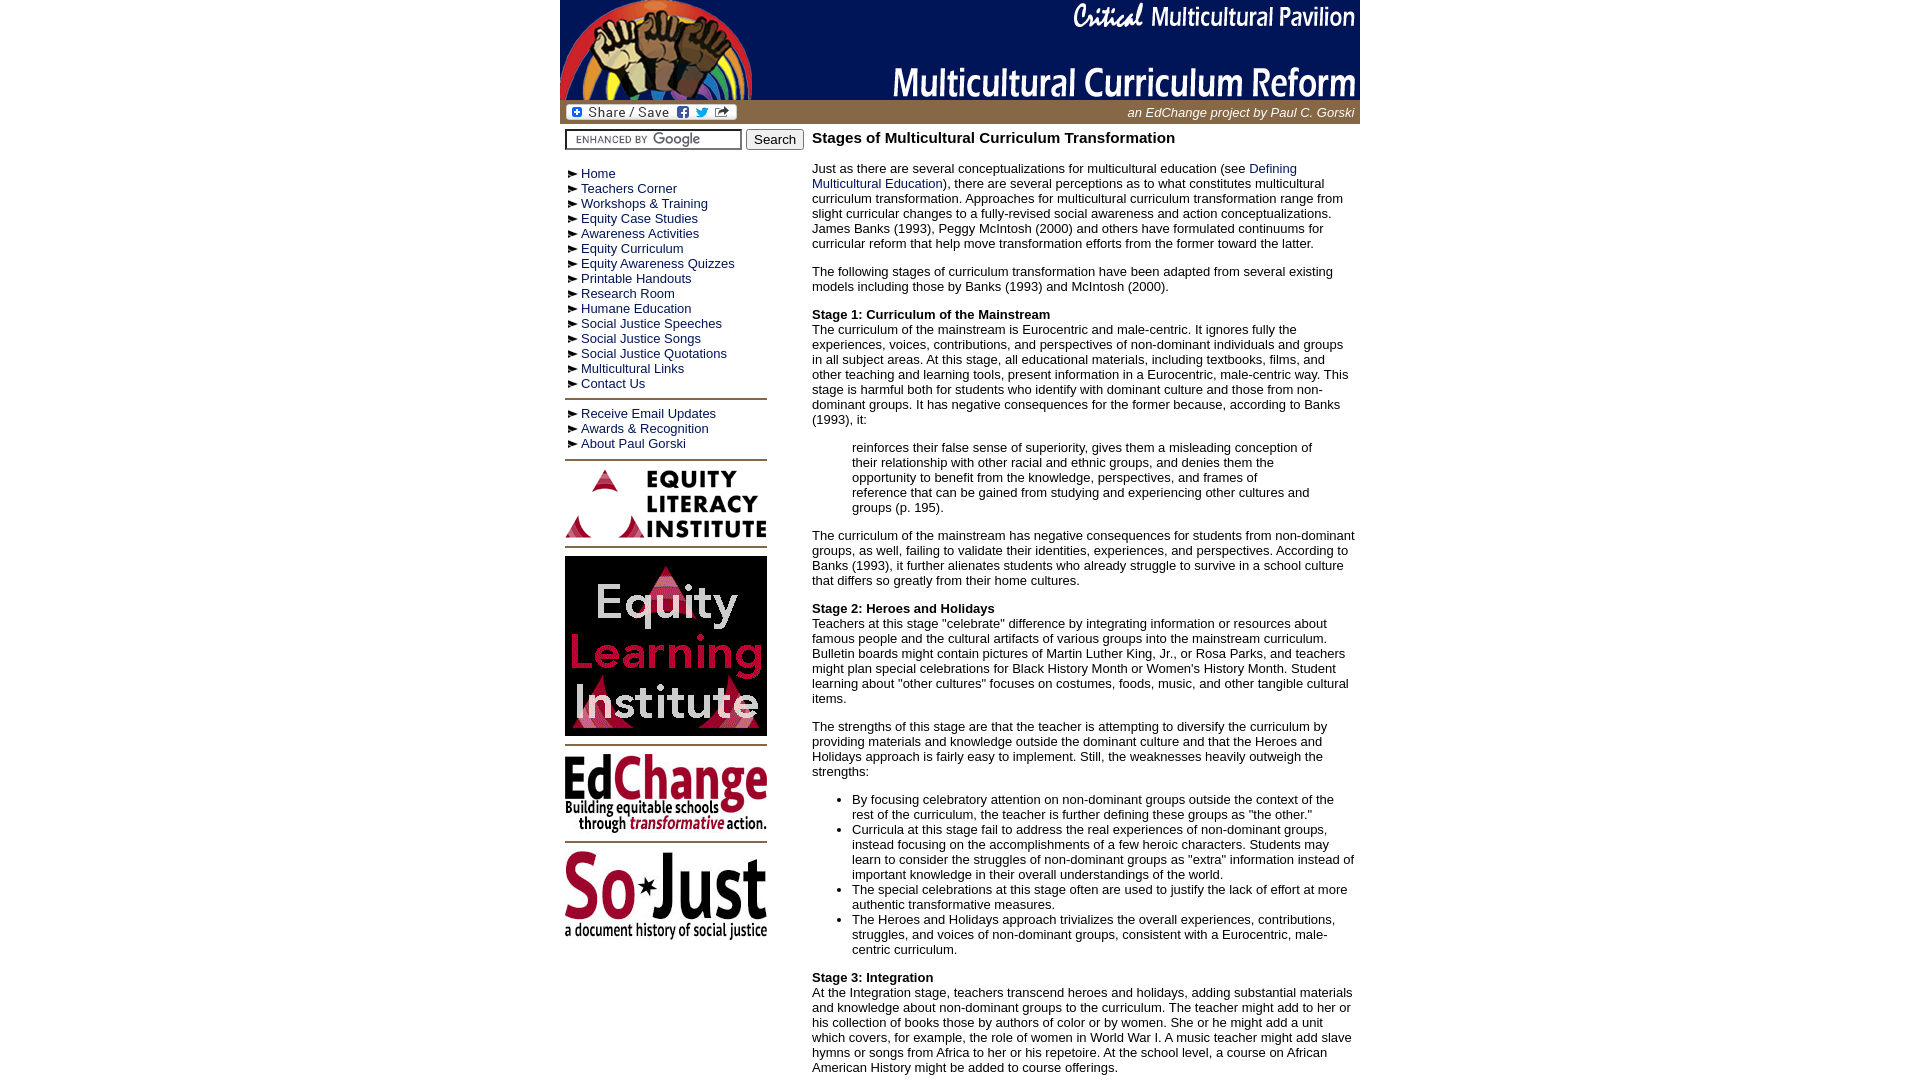 Critical Multicultural Pavilion
Multicultural Curriculum Reform
Share / Save
an EdChange project by Paul C. Gorski
ENHANCED BY Google
Search
Home
Teachers Corner
Workshops & Training
Equity Case Studies
Awareness Activities
Equity Curriculum
Equity Awareness Quizzes
Printable Handouts
Research Room
Humane Education
Social Justice Speeches
Social Justice Songs
Social Justice Quotations
Multicultural Links
Contact Us
Receive Email Updates
Awards & Recognition
About Paul Gorski
EQUITY
LITERACY
INSTITUTE
Equity
Learning
Institute
EdChange
Building equitable schools
through transformative action.
So Just
a document history of social justice
Stages of Multicultural Curriculum Transformation
Just as there are several conceptualizations for multicultural education (see Defining
Multicultural Education), there are several perceptions as to what constitutes multicultural
curriculum transformation. Approaches for multicultural curriculum transformation range from
slight curricular changes to a fully-revised social awareness and action conceptualizations.
James Banks (1993), Peggy McIntosh (2000) and others have formulated continuums for
curricular reform that help move transformation efforts from the former toward the latter.
The following stages of curriculum transformation have been adapted from several existing
models including those by Banks (1993) and McIntosh (2000).
Stage 1: Curriculum of the Mainstream
The curriculum of the mainstream is Eurocentric and male-centric. It ignores fully the
experiences, voices, contributions, and perspectives of non-dominant individuals and groups
in all subject areas. At this stage, all educational materials, including textbooks, films, and
other teaching and learning tools, present information in a Eurocentric, male-centric way. This
stage is harmful both for students who identify with dominant culture and those from non-
dominant groups. It has negative consequences for the former because, according to Banks
(1993), it:
reinforces their false sense of superiority, gives them a misleading conception of
their relationship with other racial and ethnic groups, and denies them the
opportunity to benefit from the knowledge, perspectives, and frames of
reference that can be gained from studying and experiencing other cultures and
groups (p. 195).
The curriculum of the mainstream has negative consequences for students from non-dominant
groups, as well, failing to validate their identities, experiences, and perspectives. According to
Banks (1993), it further alienates students who already struggle to survive in a school culture
that differs so greatly from their home cultures.
Stage 2: Heroes and Holidays
Teachers at this stage "celebrate" difference by integrating information or resources about
famous people and the cultural artifacts of various groups into the mainstream curriculum.
Bulletin boards might contain pictures of Martin Luther King, Jr., or Rosa Parks, and teachers
might plan special celebrations for Black History Month or Women's History Month. Student
learning about "other cultures" focuses on costumes, foods, music, and other tangible cultural
items.
The strengths of this stage are that the teacher is attempting to diversify the curriculum by
providing materials and knowledge outside the dominant culture and that the Heroes and
Holidays approach is fairly easy to implement. Still, the weaknesses heavily outweigh the
strengths:
• By focusing celebratory attention on non-dominant groups outside the context of the
rest of the curriculum, the teacher is further defining these groups as "the other."
• Curricula at this stage fail to address the real experiences of non-dominant groups,
instead focusing on the accomplishments of a few heroic characters. Students may
learn to consider the struggles of non-dominant groups as "extra" information instead of
important knowledge in their overall understandings of the world.
• The special celebrations at this stage often are used to justify the lack of effort at more
authentic transformative measures.
• The Heroes and Holidays approach trivializes the overall experiences, contributions,
struggles, and voices of non-dominant groups, consistent with a Eurocentric, male-
centric curriculum.
Stage 3: Integration
At the Integration stage, teachers transcend heroes and holidays, adding substantial materials
and knowledge about non-dominant groups to the curriculum. The teacher might add to her or
his collection of books those by authors of color or by women. She or he might add a unit
which covers, for example, the role of women in World War I. A music teacher might add slave
hymns or songs from Africa to her or his repetoire. At the school level, a course on African
American History might be added to course offerings.